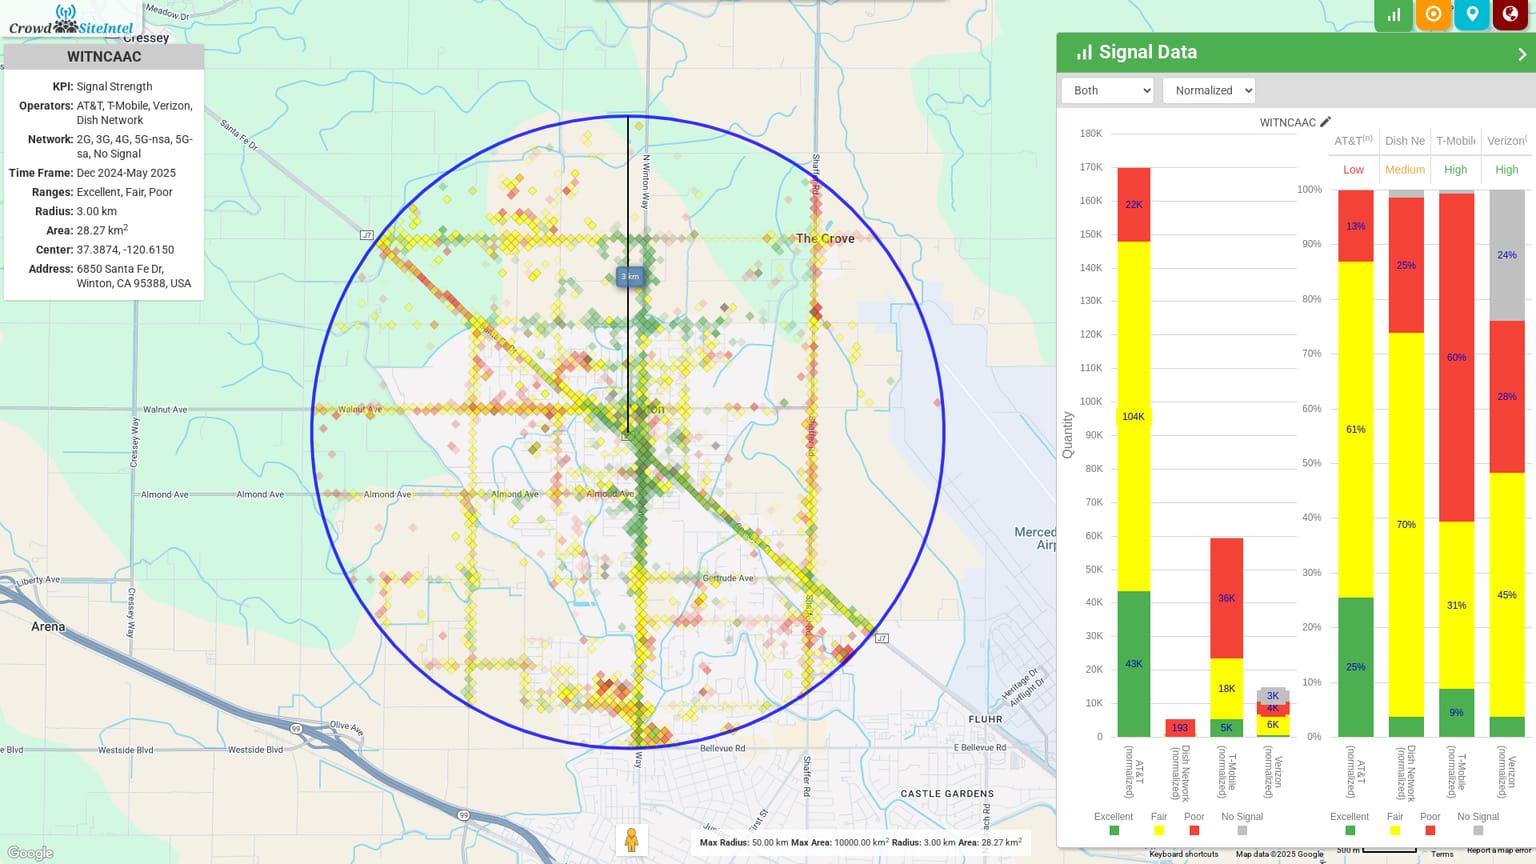 Meadow Dr
Crowd SiteIntel
Cressey
WITNCAAC
KPI: Signal Strength
Operators: AT&T, T-Mobile, Verizon,
Dish Network
Network: 2G, 3G, 4G, 5G-nsa, 5G-
sa, No Signal
Time Frame: Dec 2024-May 2025
Ranges: Excellent, Fair, Poor
Radius: 3.00 km
Area: 28.27 km2
Center: 37.3874, -120.6150
Address: 6850 Santa Fe Dr,
Winton, CA 95388, USA
Santa Fe Dr
N Winton Way
Shaffer Rd
J7
The Grove
3 km
Walnut Ave
Walnut Ave
Cressey Way
Almond Ave
Almond Ave
Almond Ave
Almond Ave
Almond Ave
Shaffer Rd
Merced
Airp
Gertrude Ave
Liberty Ave
Cressey Way
Arena
J7
Heritage Dr
Airflight Dr
FLUHR
99
Olive Ave
e Blvd
Westside Blvd
Westside Blvd
Way
Bellevue Rd
E Bellevue Rd
Shaffer Rd
CASTLE GARDENS
99
First St
Google
Max Radius: 50.00 km Max Area: 10000.00 km2 Radius: 3.00 km Area: 28.27 km2
Signal Data
Both
Normalized
WITNCAAC
180K
170K
160K
150K
140K
130K
120K
110K
100K
90K
80K
70K
60K
50K
40K
30K
20K
10K
0
Quantity
22K
104K
43K
193
36K
18K
5K
3K
4K
6K
AT&T (normalized)
Dish Network (normalized)
T-Mobile (normalized)
Verizon (normalized)
AT&T(n)
Dish Ne
T-Mobile
Verizon(
Low
Medium
High
High
100%
90%
80%
70%
60%
50%
40%
30%
20%
10%
0%
13%
61%
25%
25%
70%
60%
31%
9%
24%
28%
45%
AT&T (normalized)
Dish Network (normalized)
T-Mobile (normalized)
Verizon (normalized)
Excellent
Fair
Poor
No Signal
Excellent
Fair
Poor
No Signal
Keyboard shortcuts
Map data ©2025 Google
500 m
Terms
Report a map error